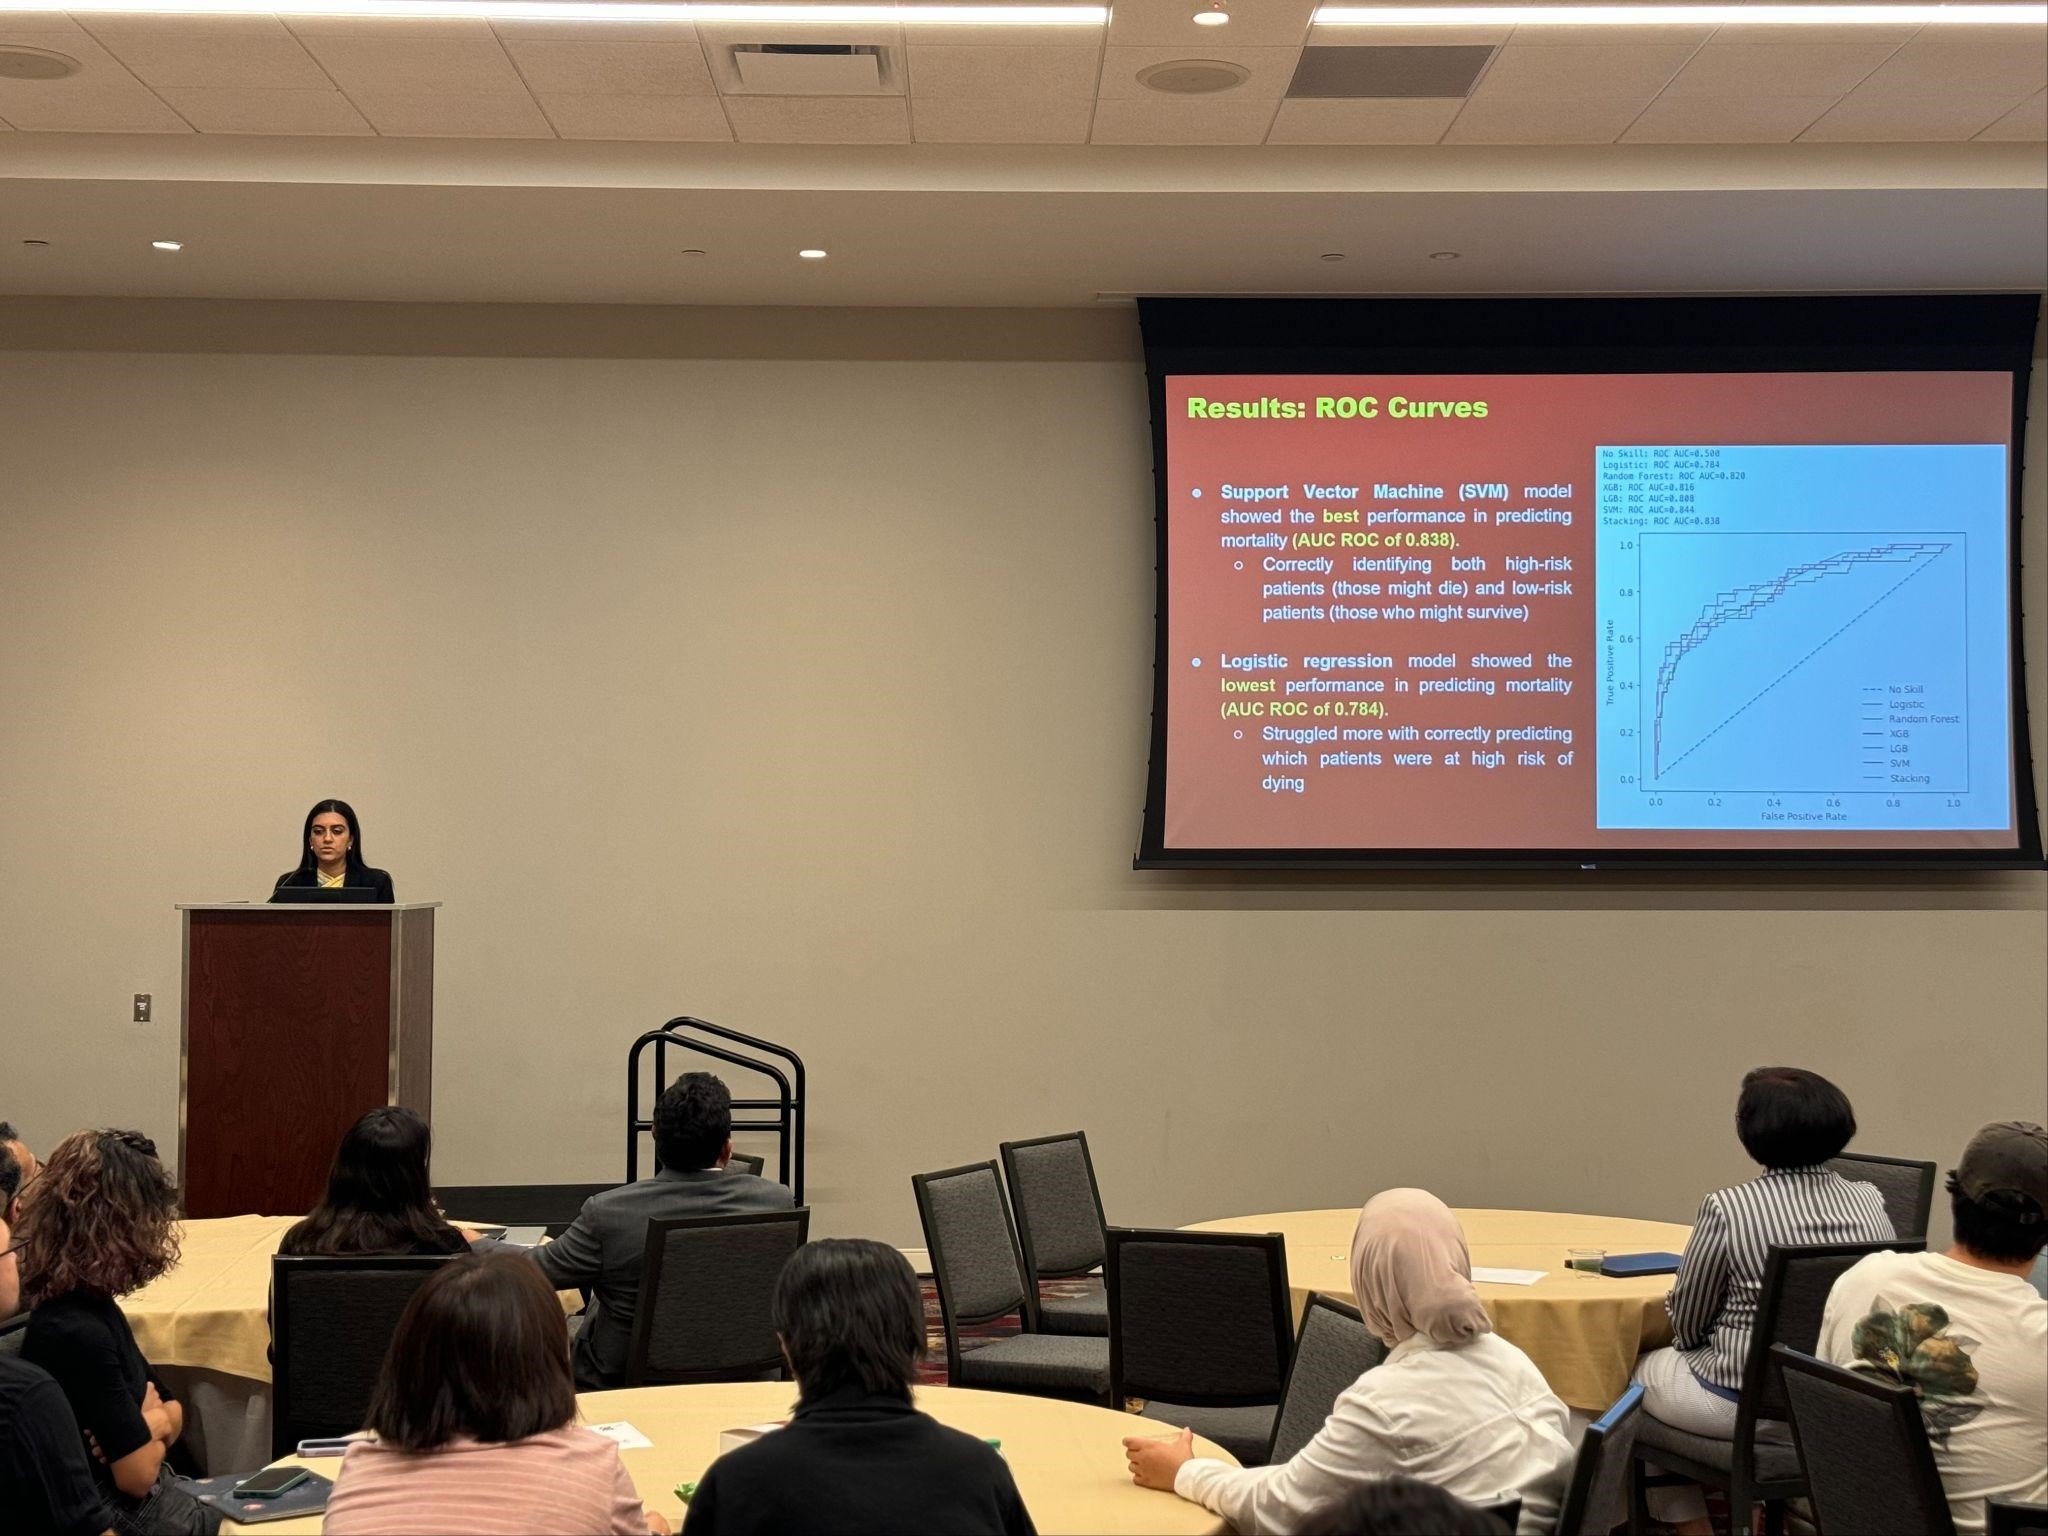 Results: ROC Curves
Support Vector Machine (SVM) model
showed the best performance in predicting
mortality (AUC ROC of 0.838).
Correctly identifying both high-risk
patients (those might die) and low-risk
patients (those who might survive)
Logistic regression model showed the
lowest performance in predicting mortality
(AUC ROC of 0.784).
Struggled more with correctly predicting
which patients were at high risk of
dying
No Skill: ROC AUC=0.500
Logistic: ROC AUC=0.784
Random Forest: ROC AUC=0.820
XGB: ROC AUC=0.816
LGB: ROC AUC=0.808
SVM: ROC AUC=0.844
Stacking: ROC AUC=0.838
1.0
0.8
0.6
0.4
0.2
0.0
True Positive Rate
No Skill
Logistic
Random Forest
XGB
LGB
SVM
Stacking
0.0 0.2 0.4 0.6 0.8 1.0
False Positive Rate